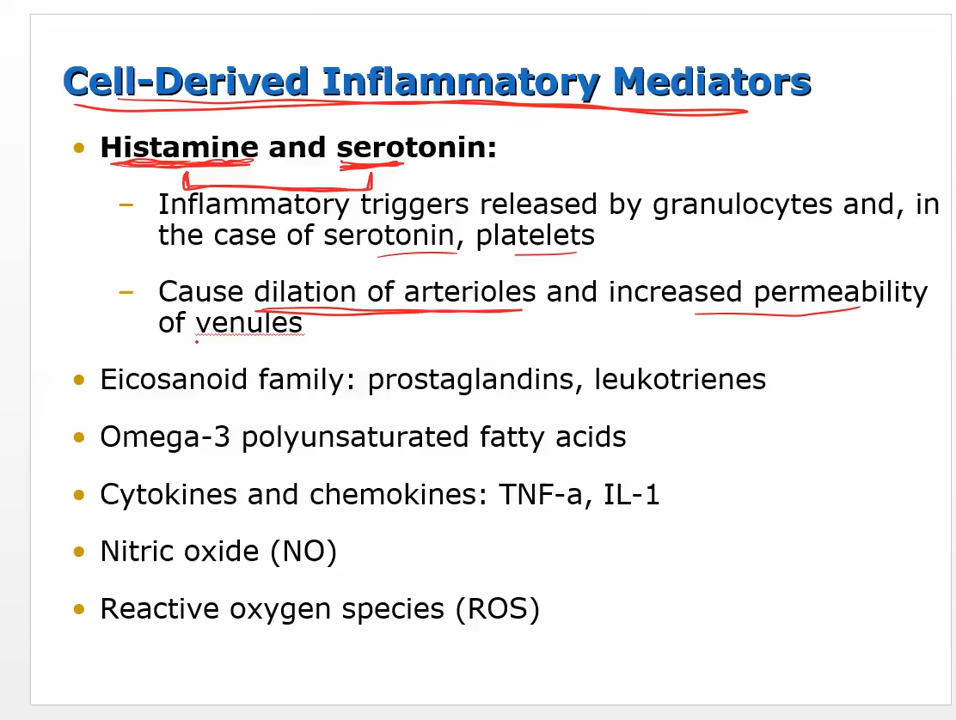 Cell-Derived Inflammatory Mediators
• Histamine and serotonin:
– Inflammatory triggers released by granulocytes and, in
the case of serotonin, platelets
– Cause dilation of arterioles and increased permeability
of venules
• Eicosanoid family: prostaglandins, leukotrienes
• Omega-3 polyunsaturated fatty acids
• Cytokines and chemokines: TNF-a, IL-1
• Nitric oxide (NO)
• Reactive oxygen species (ROS)